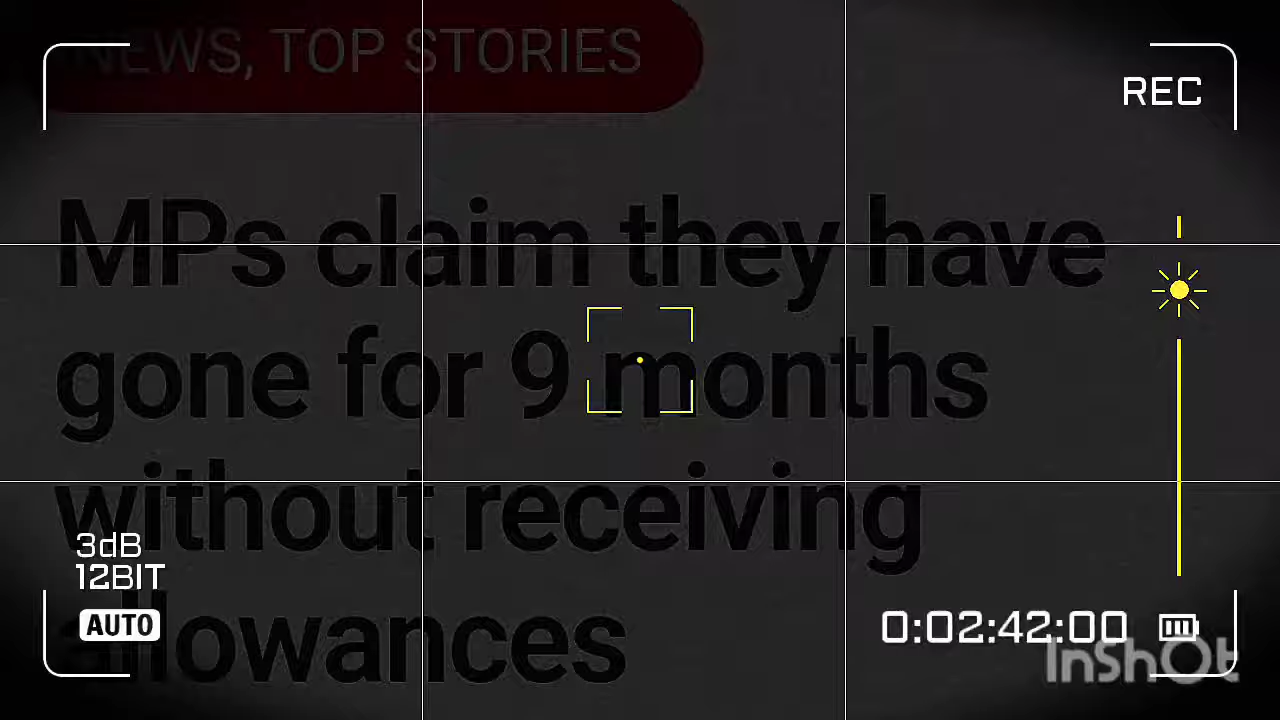 NEWS, TOP STORIES
REC
MPs claim they have
gone for 9 months
without receiving
allowances
3dB
12BIT
AUTO
0:02:42:00
InShOt